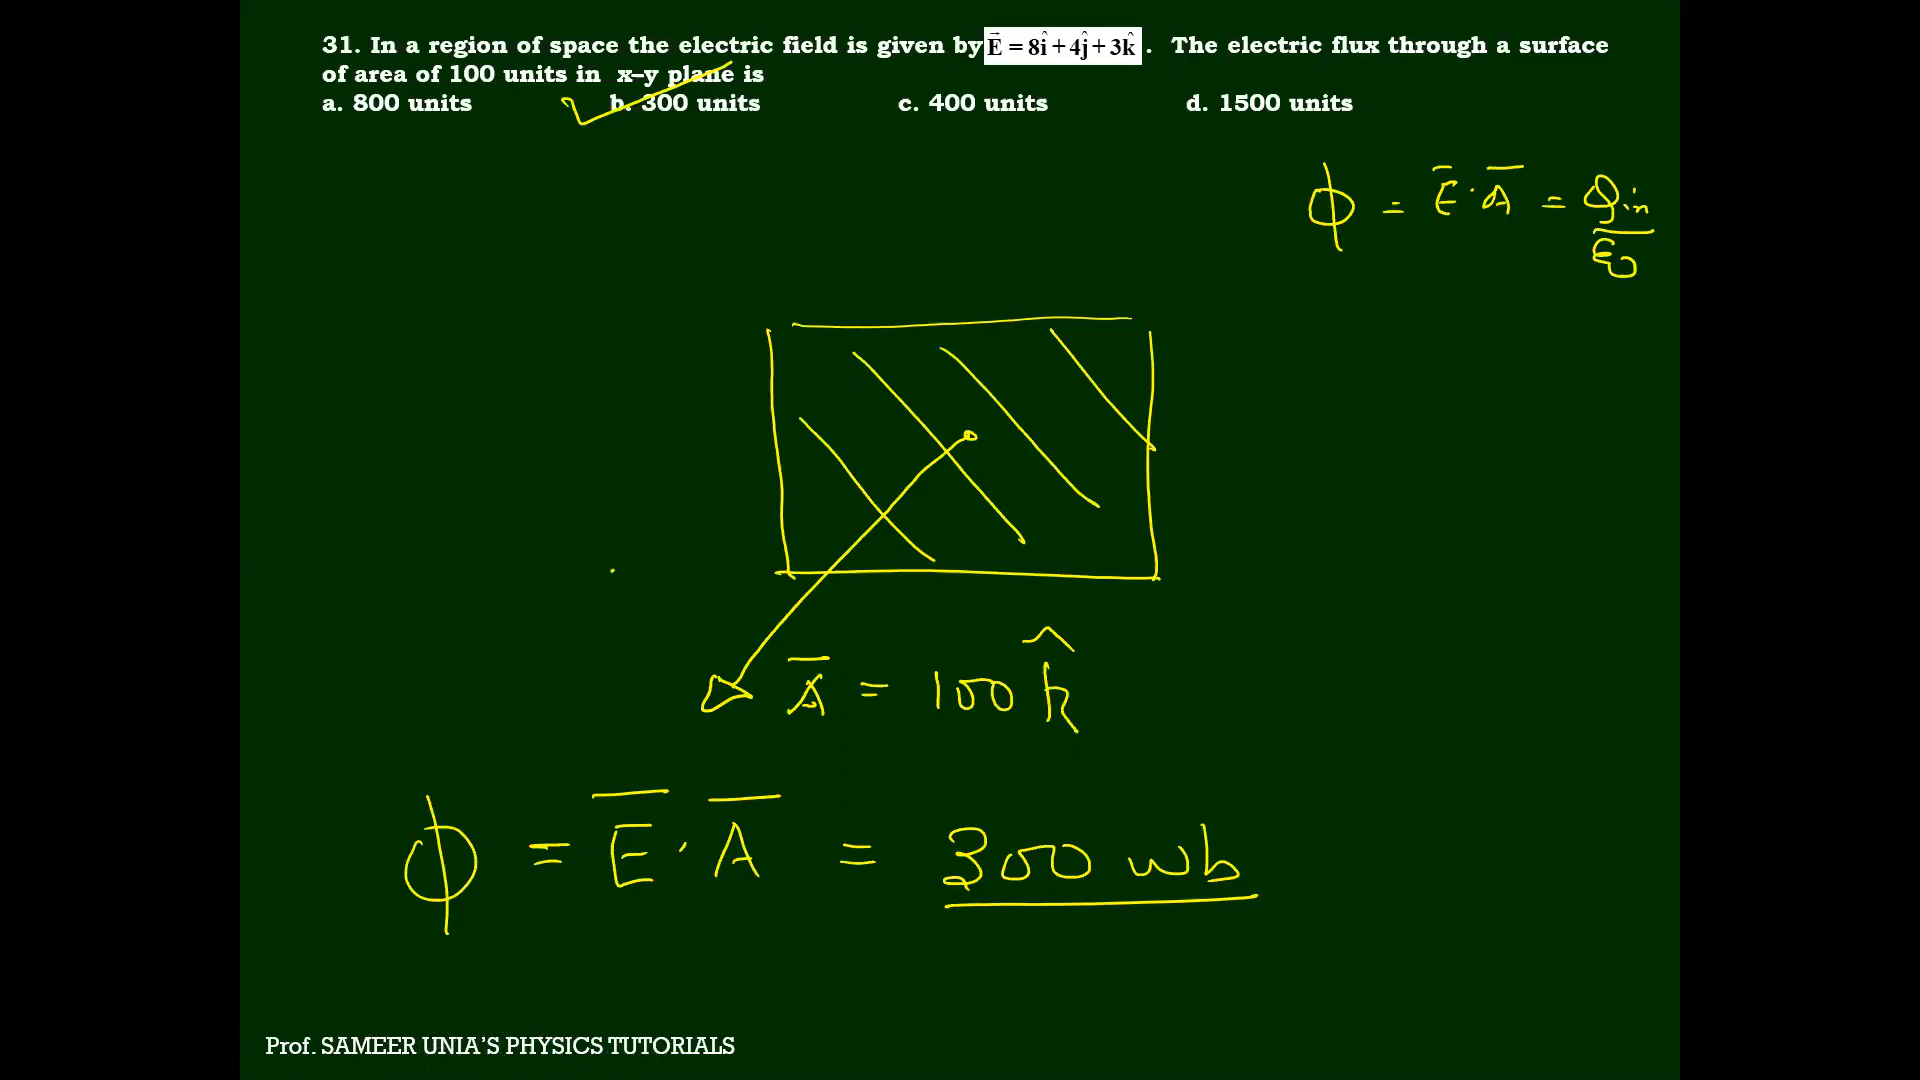 31. In a region of space the electric field is given by E⃗ = 8î + 4ĵ + 3k̂ . The electric flux through a surface
of area of 100 units in x–y plane is
a. 800 units b. 300 units c. 400 units d. 1500 units
ϕ = E̅ · A̅ = Qin / ε0
A̅ = 100 k̂
ϕ = E̅ · A̅ = 300 wb
Prof. SAMEER UNIA’S PHYSICS TUTORIALS